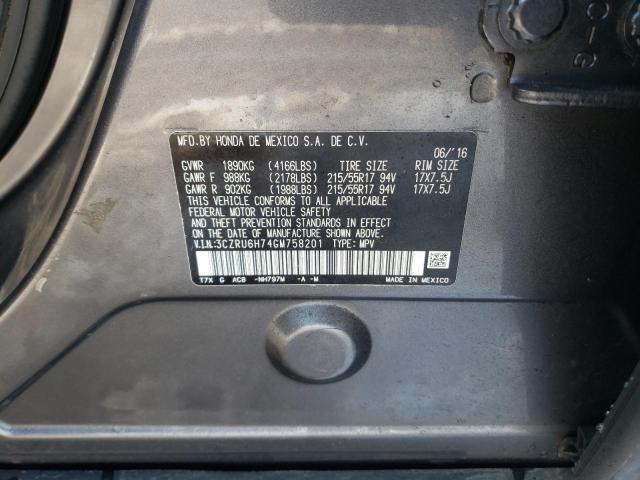 MFD.BY HONDA DE MEXICO S.A. DE C.V.
06/'16
GVWR 1890KG (4166LBS) TIRE SIZE RIM SIZE
GAWR F 988KG (2178LBS) 215/55R17 94V 17X7.5J
GAWR R 902KG (1988LBS) 215/55R17 94V 17X7.5J
THIS VEHICLE CONFORMS TO ALL APPLICABLE
FEDERAL MOTOR VEHICLE SAFETY
AND THEFT PREVENTION STANDARDS IN EFFECT
ON THE DATE OF MANUFACTURE SHOWN ABOVE.
V.I.N.:3CZRU6H74GM758201 TYPE: MPV
T7X G ACB -NH797M -A -M MADE IN MEXICO